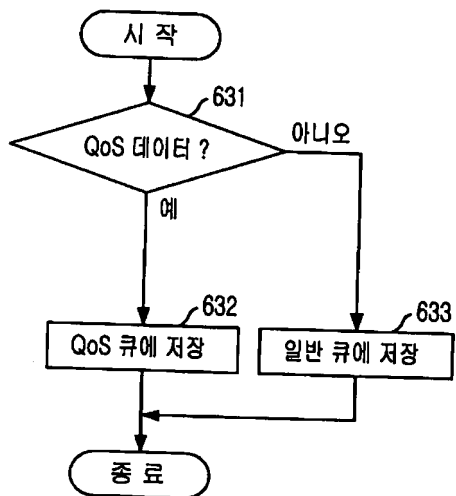 시 작
631
QoS 데이터 ?
아니오
예
632
QoS 큐에 저장
633
일반 큐에 저장
종 료